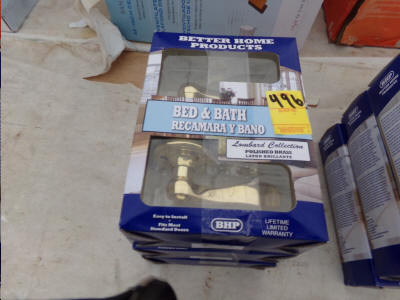 BETTER HOME
PRODUCTS
496
BED & BATH
RECAMARA Y BANO
Lombard Collection
POLISHED BRASS
LATON BRILLANTE
Easy to Install
Fits Most
Standard Doors
BHP
LIFETIME
LIMITED
WARRANTY